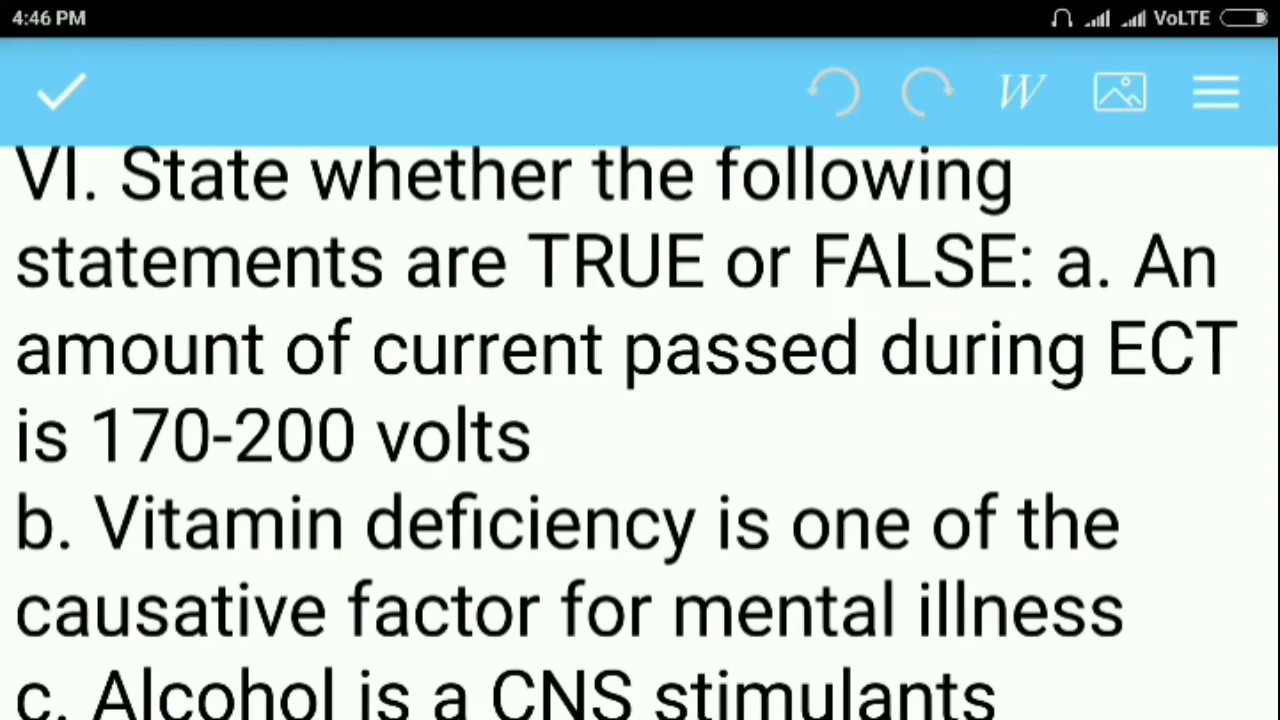 4:46 PM
VoLTE
W
VI. State whether the following
statements are TRUE or FALSE: a. An
amount of current passed during ECT
is 170-200 volts
b. Vitamin deficiency is one of the
causative factor for mental illness
c. Alcohol is a CNS stimulants